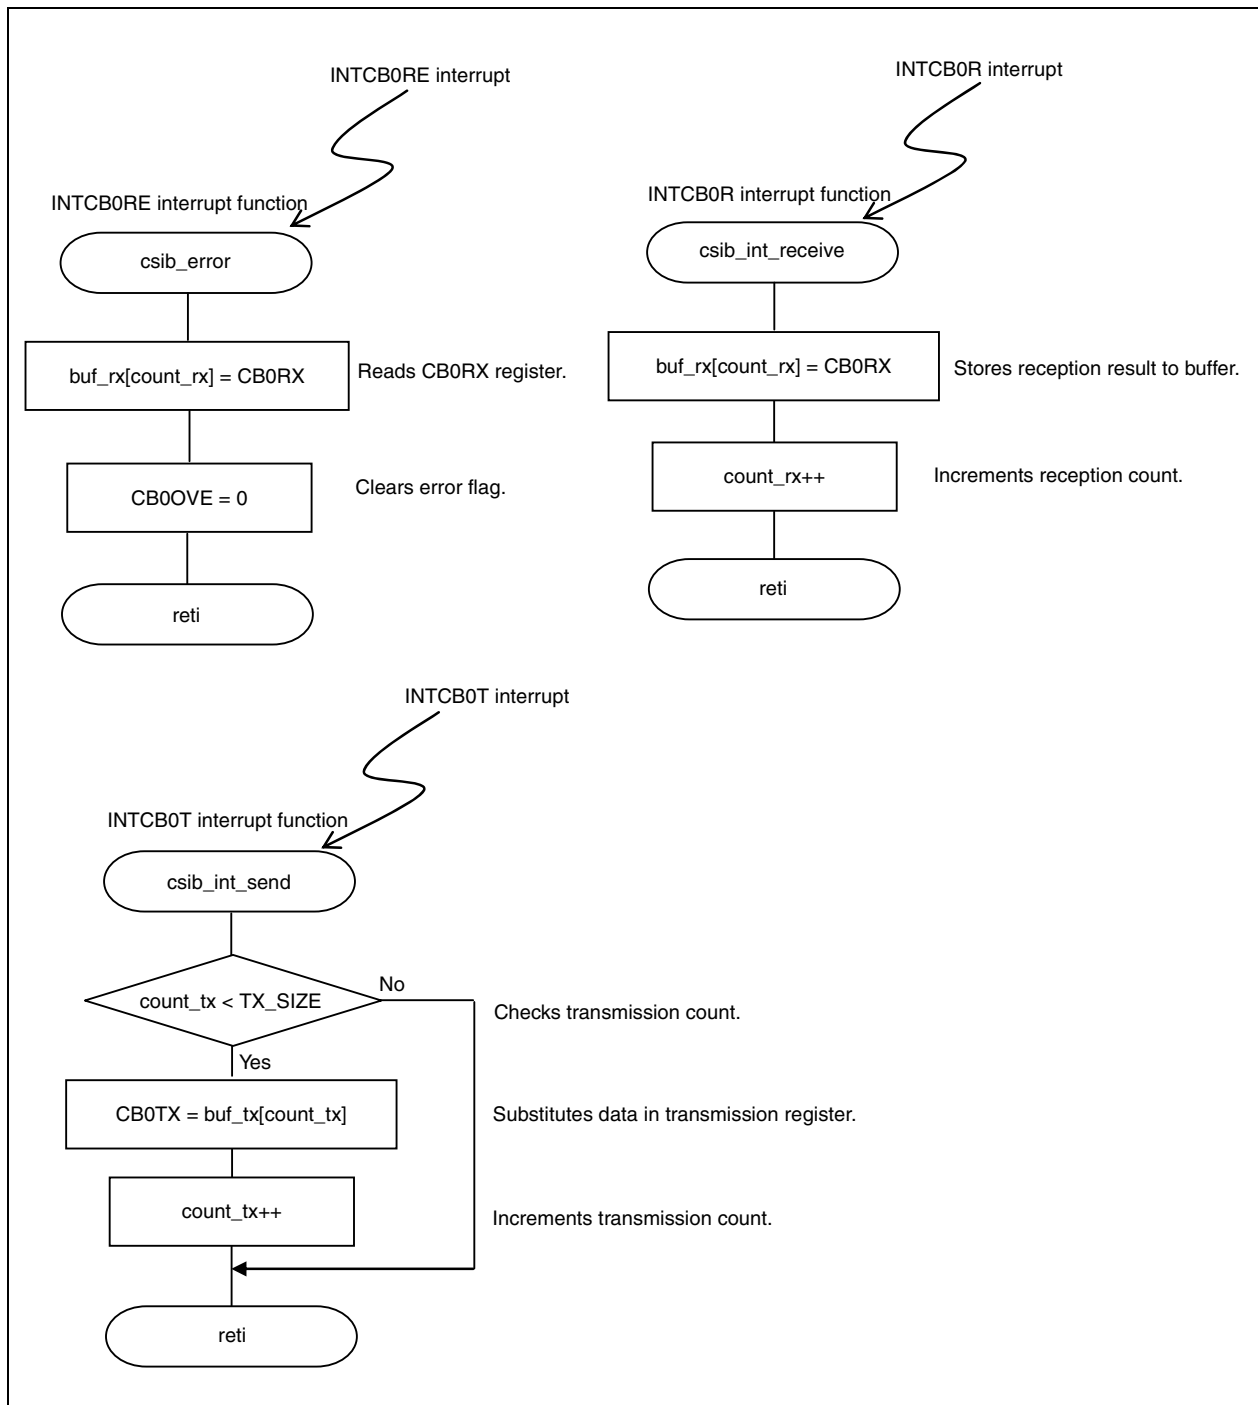 INTCB0RE interrupt
INTCB0RE interrupt function
csib_error
buf_rx[count_rx] = CB0RX
Reads CB0RX register.
CB0OVE = 0
Clears error flag.
reti
INTCB0R interrupt
INTCB0R interrupt function
csib_int_receive
buf_rx[count_rx] = CB0RX
Stores reception result to buffer.
count_rx++
Increments reception count.
reti
INTCB0T interrupt
INTCB0T interrupt function
csib_int_send
count_tx < TX_SIZE
No
Checks transmission count.
Yes
CB0TX = buf_tx[count_tx]
Substitutes data in transmission register.
count_tx++
Increments transmission count.
reti